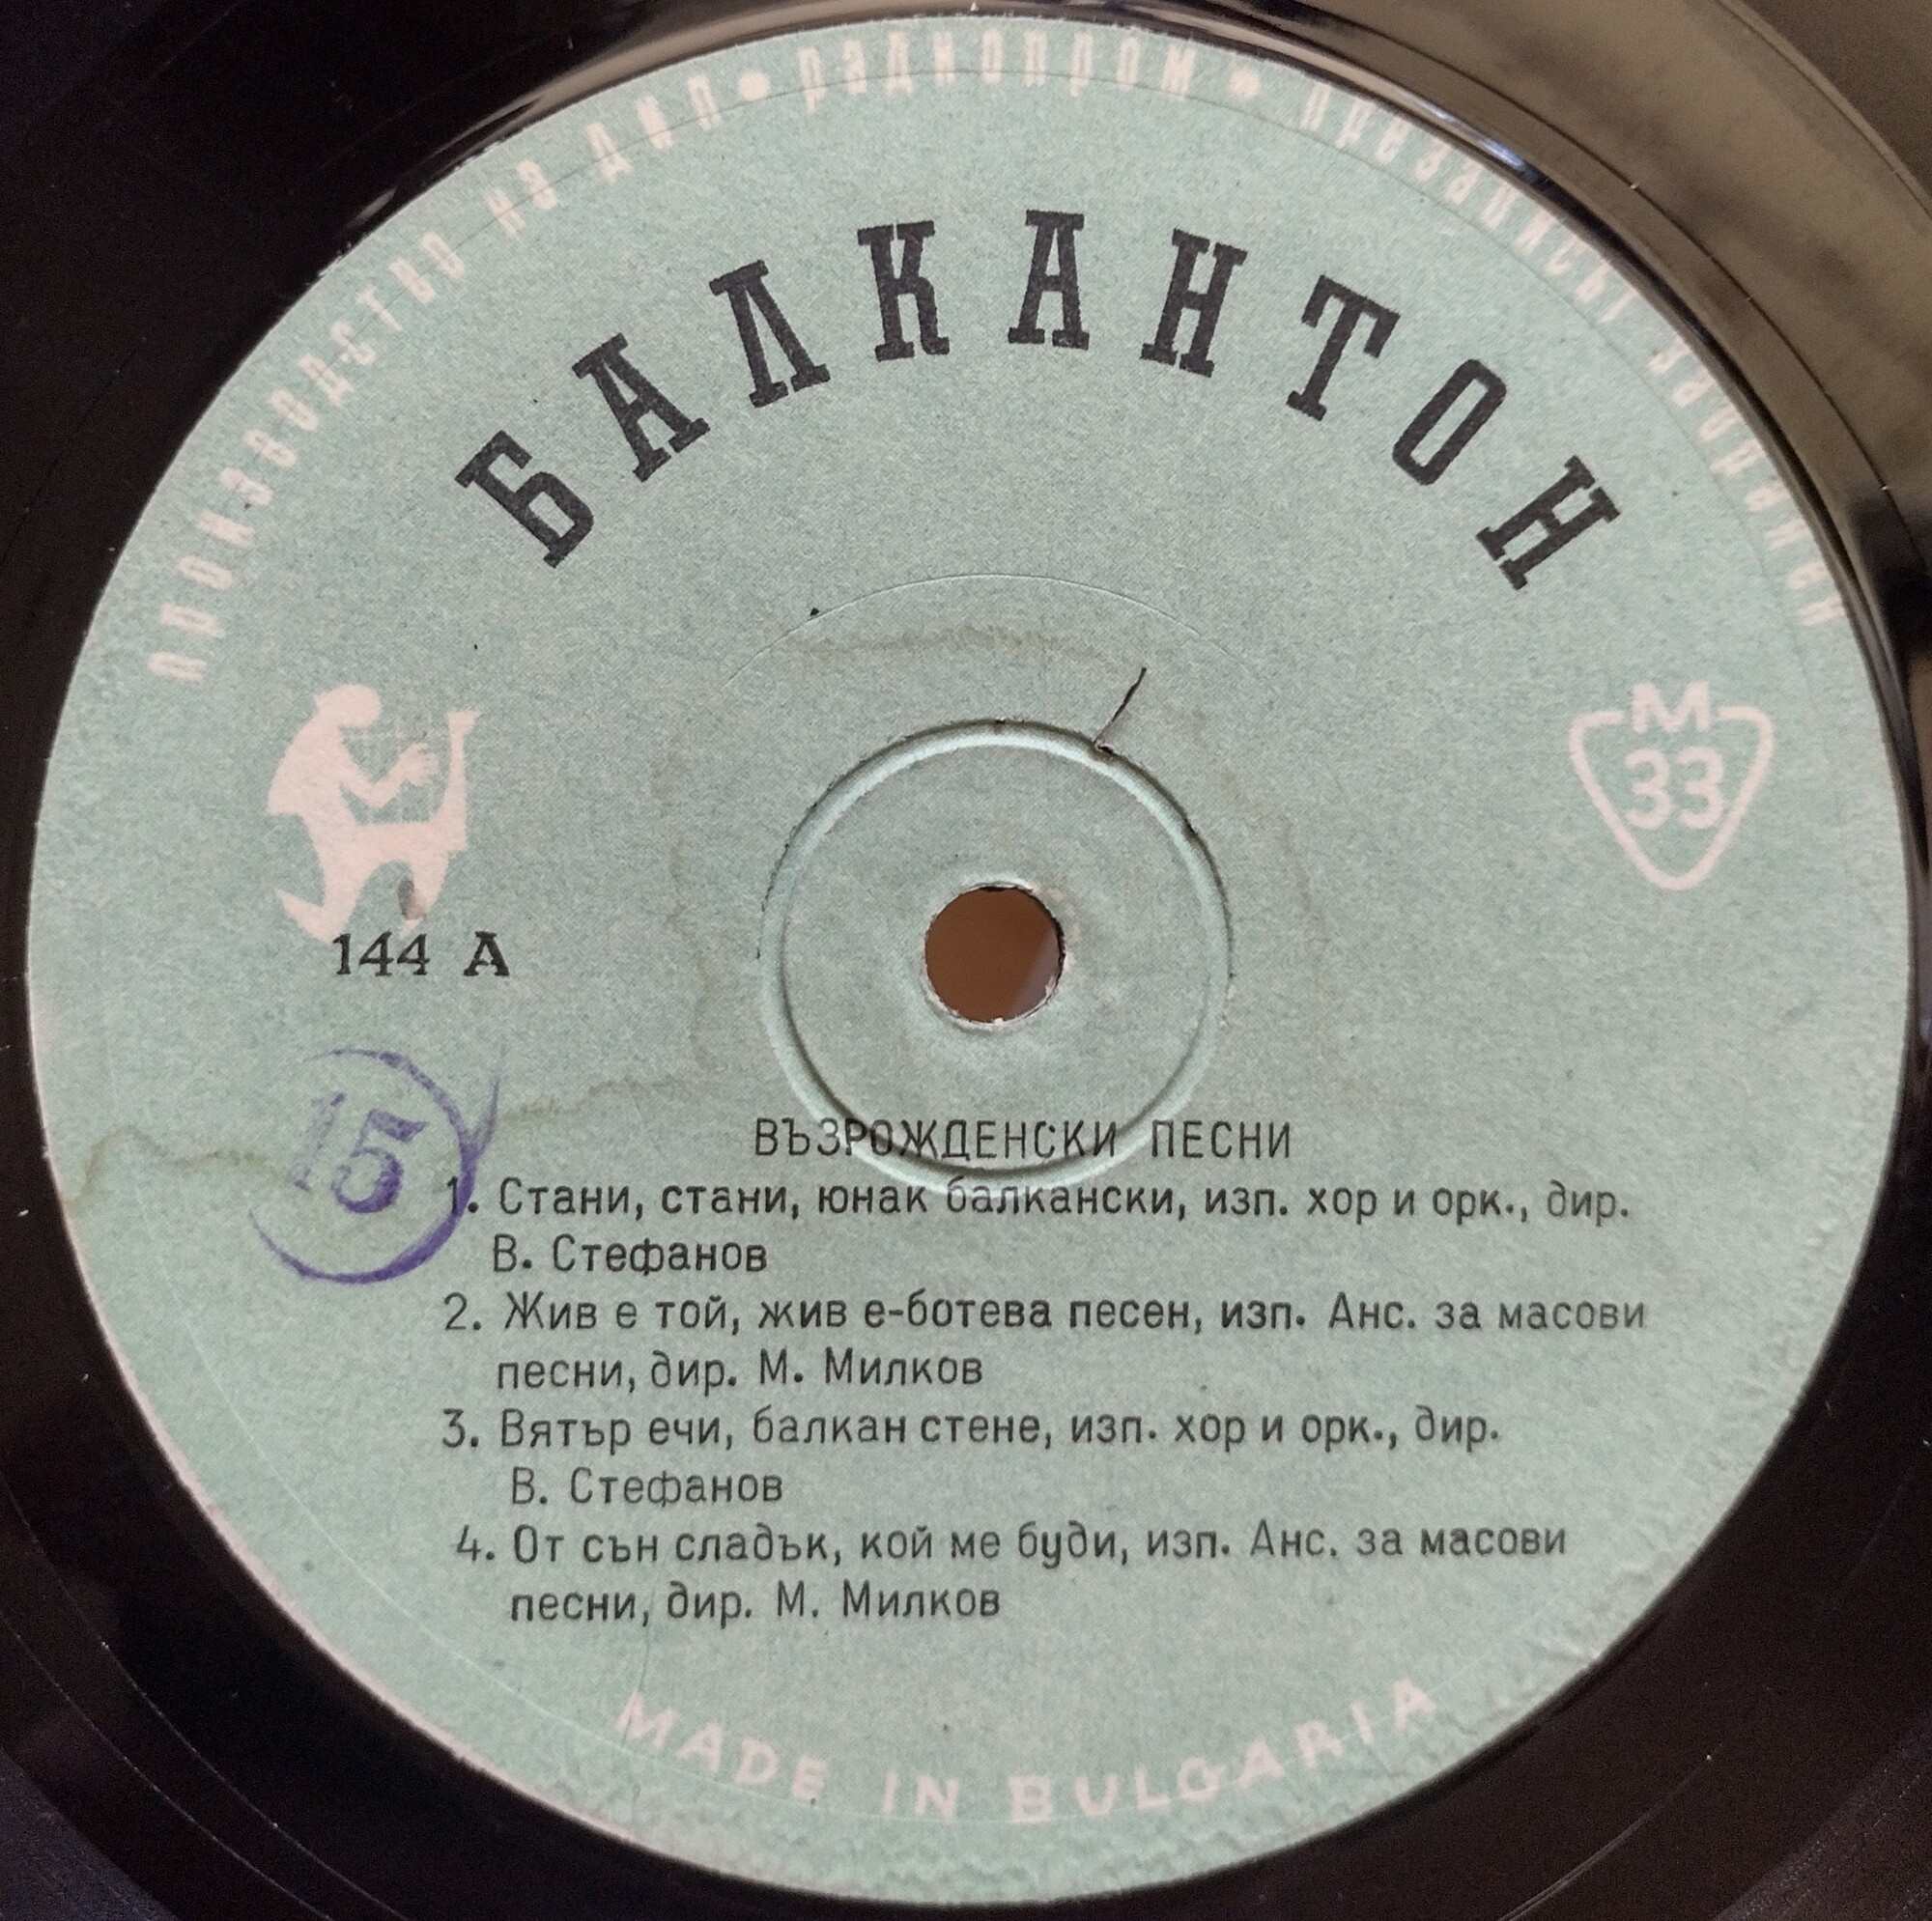 производство на дип • радиопром • презаписът забранен
БАЛКАНТОН
М
33
144 А
15
ВЪЗРОЖДЕНСКИ ПЕСНИ
1. Стани, стани, юнак балкански, изп. хор и орк., дир.
В. Стефанов
2. Жив е той, жив е-ботева песен, изп. Анс. за масови
песни, дир. М. Милков
3. Вятър ечи, балкан стене, изп. хор и орк., дир.
В. Стефанов
4. От сън сладък, кой ме буди, изп. Анс. за масови
песни, дир. М. Милков
MADE IN BULGARIA